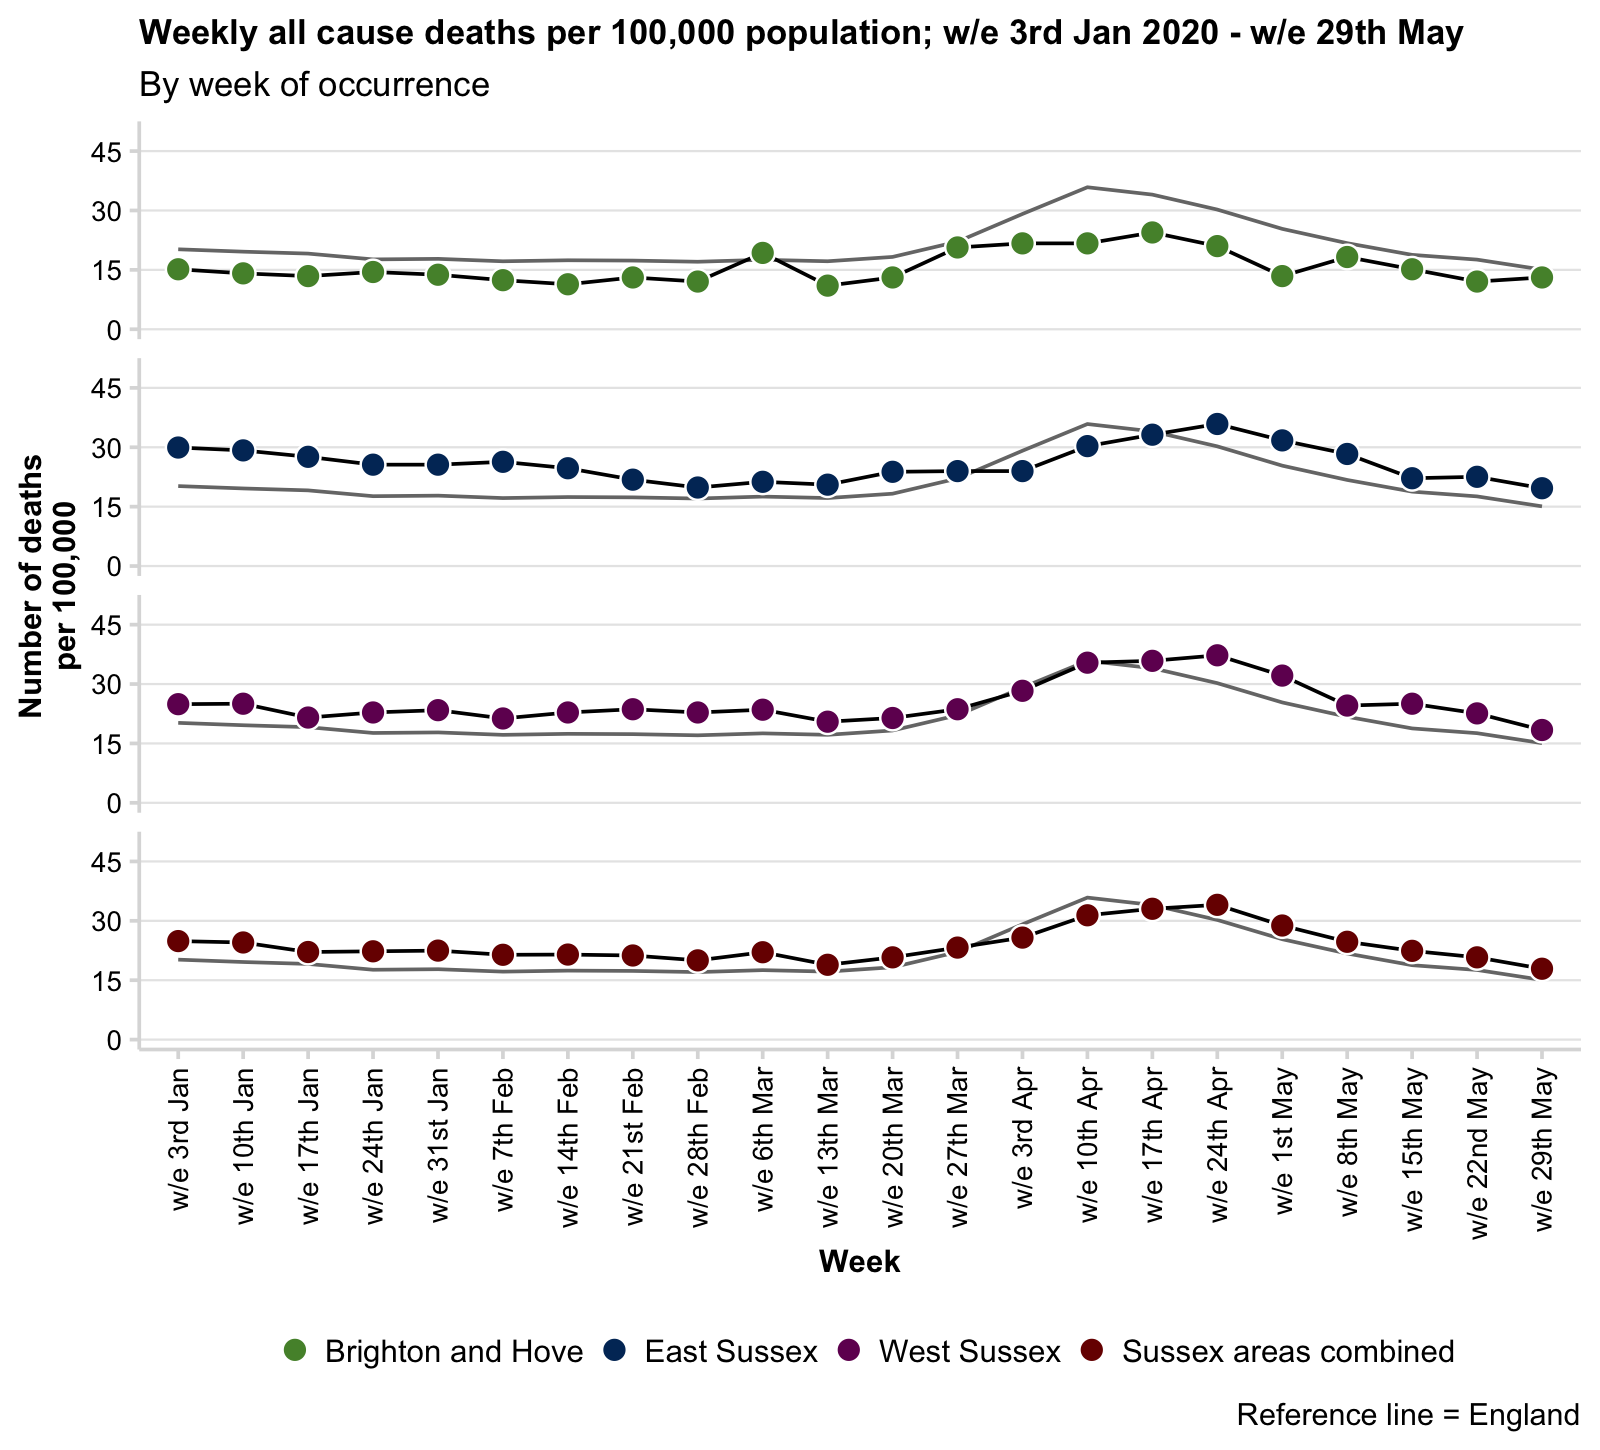 Weekly all cause deaths per 100,000 population; w/e 3rd Jan 2020 - w/e 29th May
By week of occurrence
Number of deaths
per 100,000
45
30
15
0
45
30
15
0
45
30
15
0
45
30
15
0
w/e 3rd Jan
w/e 10th Jan
w/e 17th Jan
w/e 24th Jan
w/e 31st Jan
w/e 7th Feb
w/e 14th Feb
w/e 21st Feb
w/e 28th Feb
w/e 6th Mar
w/e 13th Mar
w/e 20th Mar
w/e 27th Mar
w/e 3rd Apr
w/e 10th Apr
w/e 17th Apr
w/e 24th Apr
w/e 1st May
w/e 8th May
w/e 15th May
w/e 22nd May
w/e 29th May
Week
Brighton and Hove East Sussex West Sussex Sussex areas combined
Reference line = England